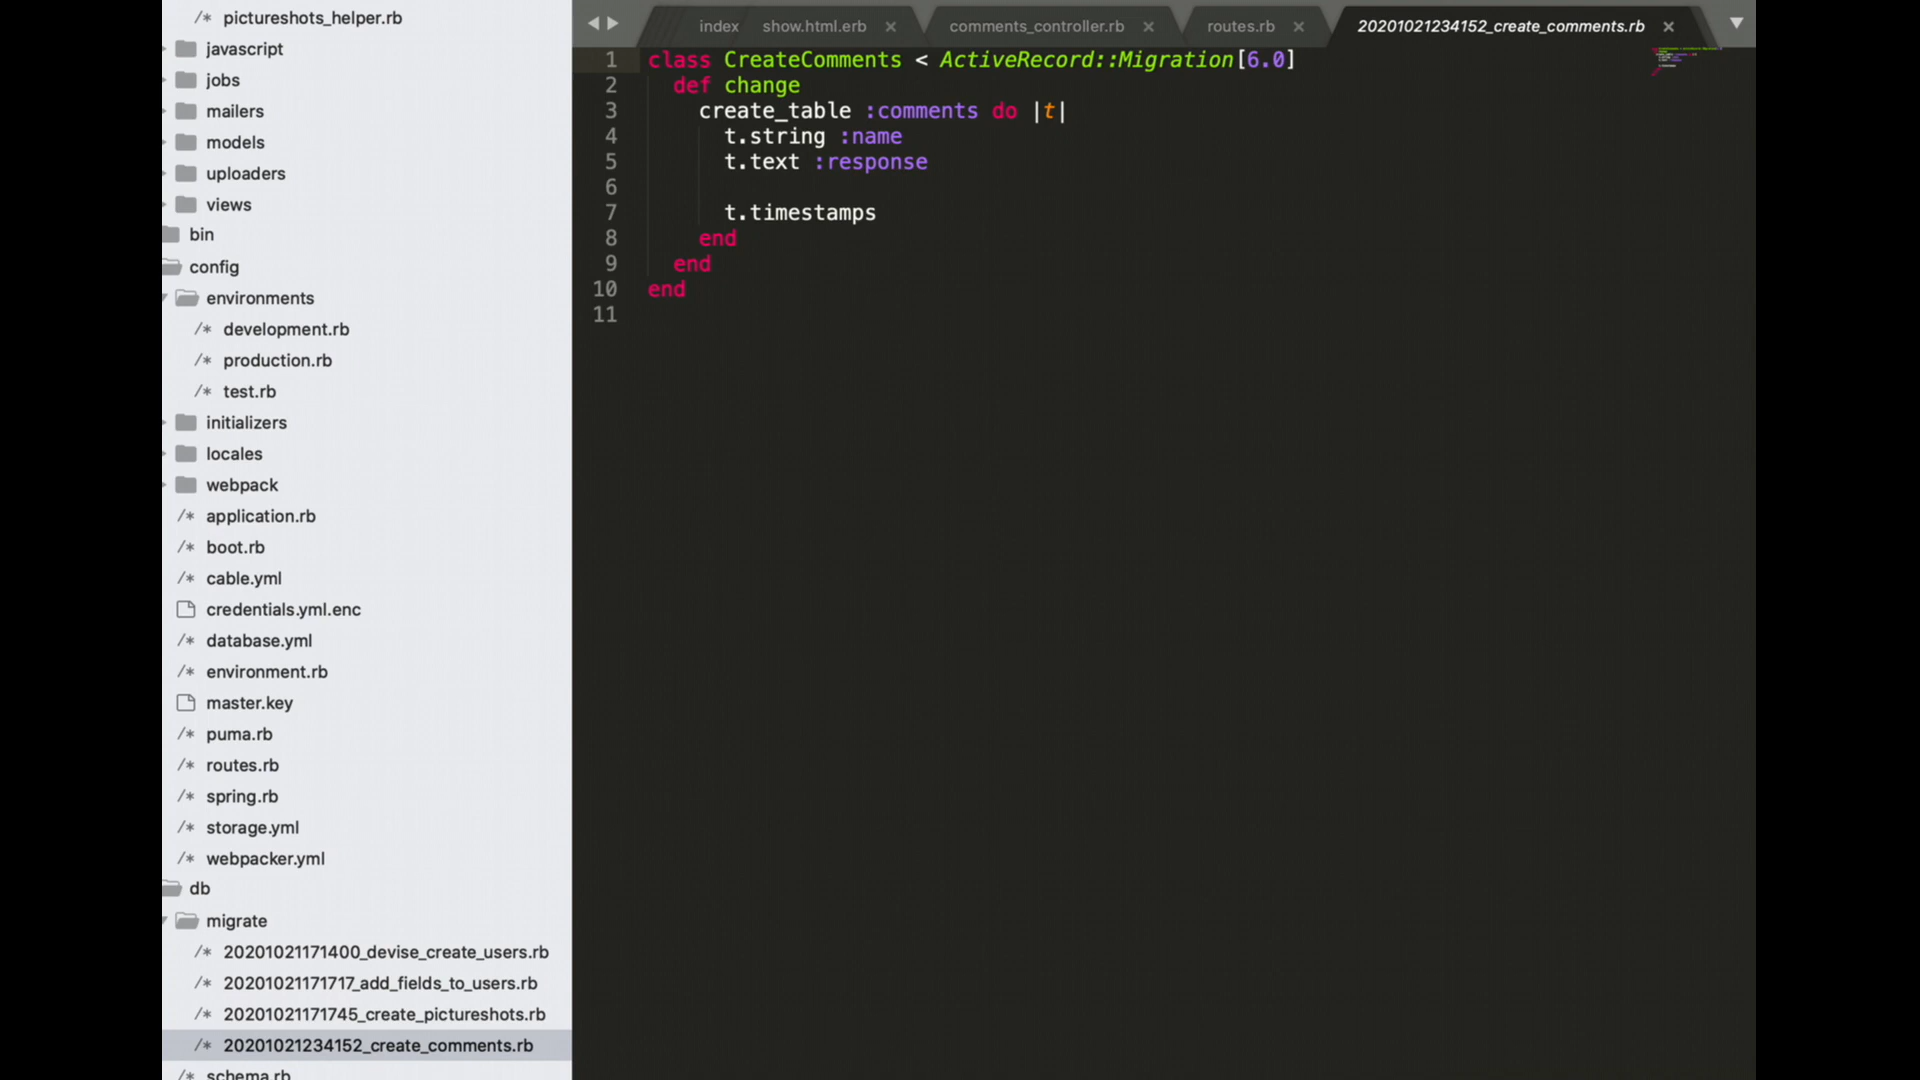 /* pictureshots_helper.rb
javascript
jobs
mailers
models
uploaders
views
bin
config
environments
/* development.rb
/* production.rb
/* test.rb
initializers
locales
webpack
/* application.rb
/* boot.rb
/* cable.yml
credentials.yml.enc
/* database.yml
/* environment.rb
master.key
/* puma.rb
/* routes.rb
/* spring.rb
/* storage.yml
/* webpacker.yml
db
migrate
/* 20201021171400_devise_create_users.rb
/* 20201021171717_add_fields_to_users.rb
/* 20201021171745_create_pictureshots.rb
/* 20201021234152_create_comments.rb
/* schema.rb
index show.html.erb × comments_controller.rb × routes.rb × 20201021234152_create_comments.rb ×
1 class CreateComments < ActiveRecord::Migration[6.0]
2 def change
3 create_table :comments do |t|
4 t.string :name
5 t.text :response
6
7 t.timestamps
8 end
9 end
10 end
11